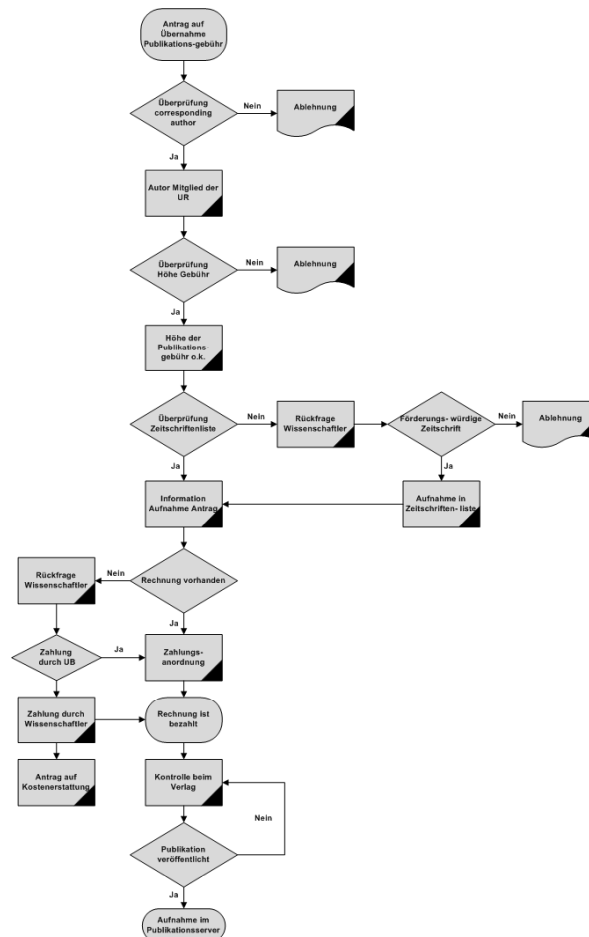 Antrag auf
Übernahme
Publikations-gebühr
Überprüfung
corresponding
author
Nein
Ablehnung
Ja
Autor Mitglied der
UR
Überprüfung
Höhe Gebühr
Nein
Ablehnung
Ja
Höhe der
Publikations
gebühr o.k.
Überprüfung
Zeitschriftenliste
Nein
Rückfrage
Wissenschaftler
Förderungs- würdige
Zeitschrift
Nein
Ablehnung
Ja
Ja
Information
Aufnahme Antrag
Aufnahme in
Zeitschriften- liste
Rechnung vorhanden
Nein
Rückfrage
Wissenschaftler
Ja
Zahlung
durch UB
Ja
Zahlungs-
anordnung
Zahlung durch
Wissenschaftler
Rechnung ist
bezahlt
Antrag auf
Kostenerstattung
Kontrolle beim
Verlag
Nein
Publikation
veröffentlicht
Ja
Aufnahme im
Publikationsserver